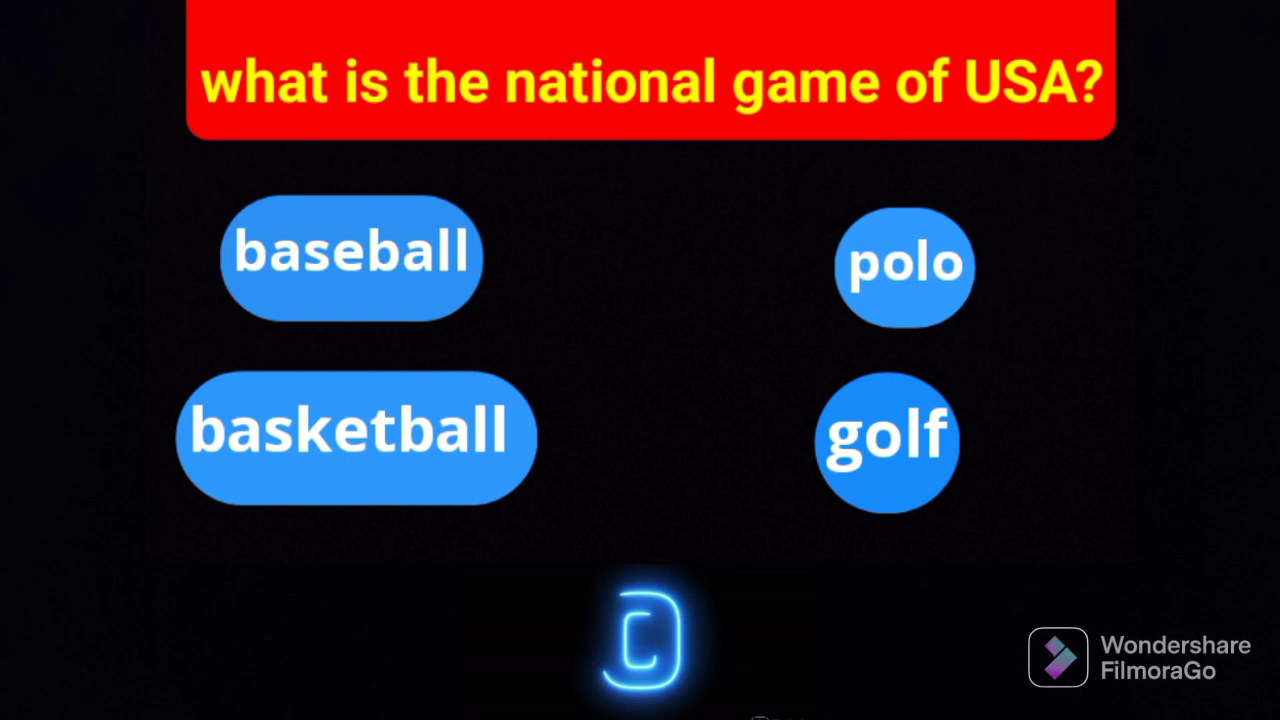 what is the national game of USA?
baseball
polo
basketball
golf
Wondershare
FilmoraGo